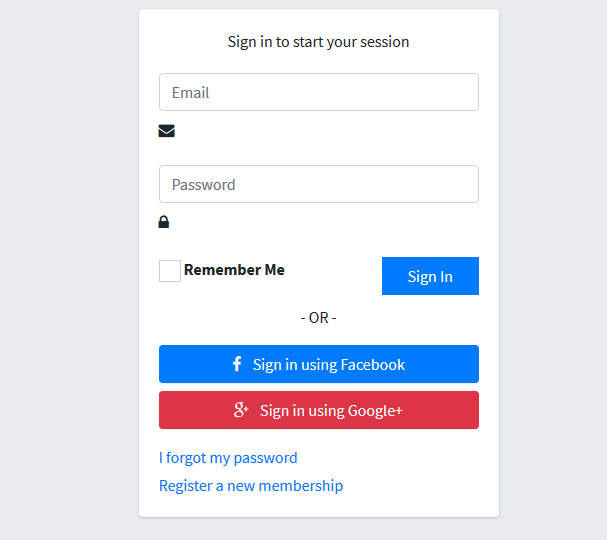 Sign in to start your session
Email
Password
Remember Me
Sign In
- OR -
Sign in using Facebook
Sign in using Google+
I forgot my password
Register a new membership